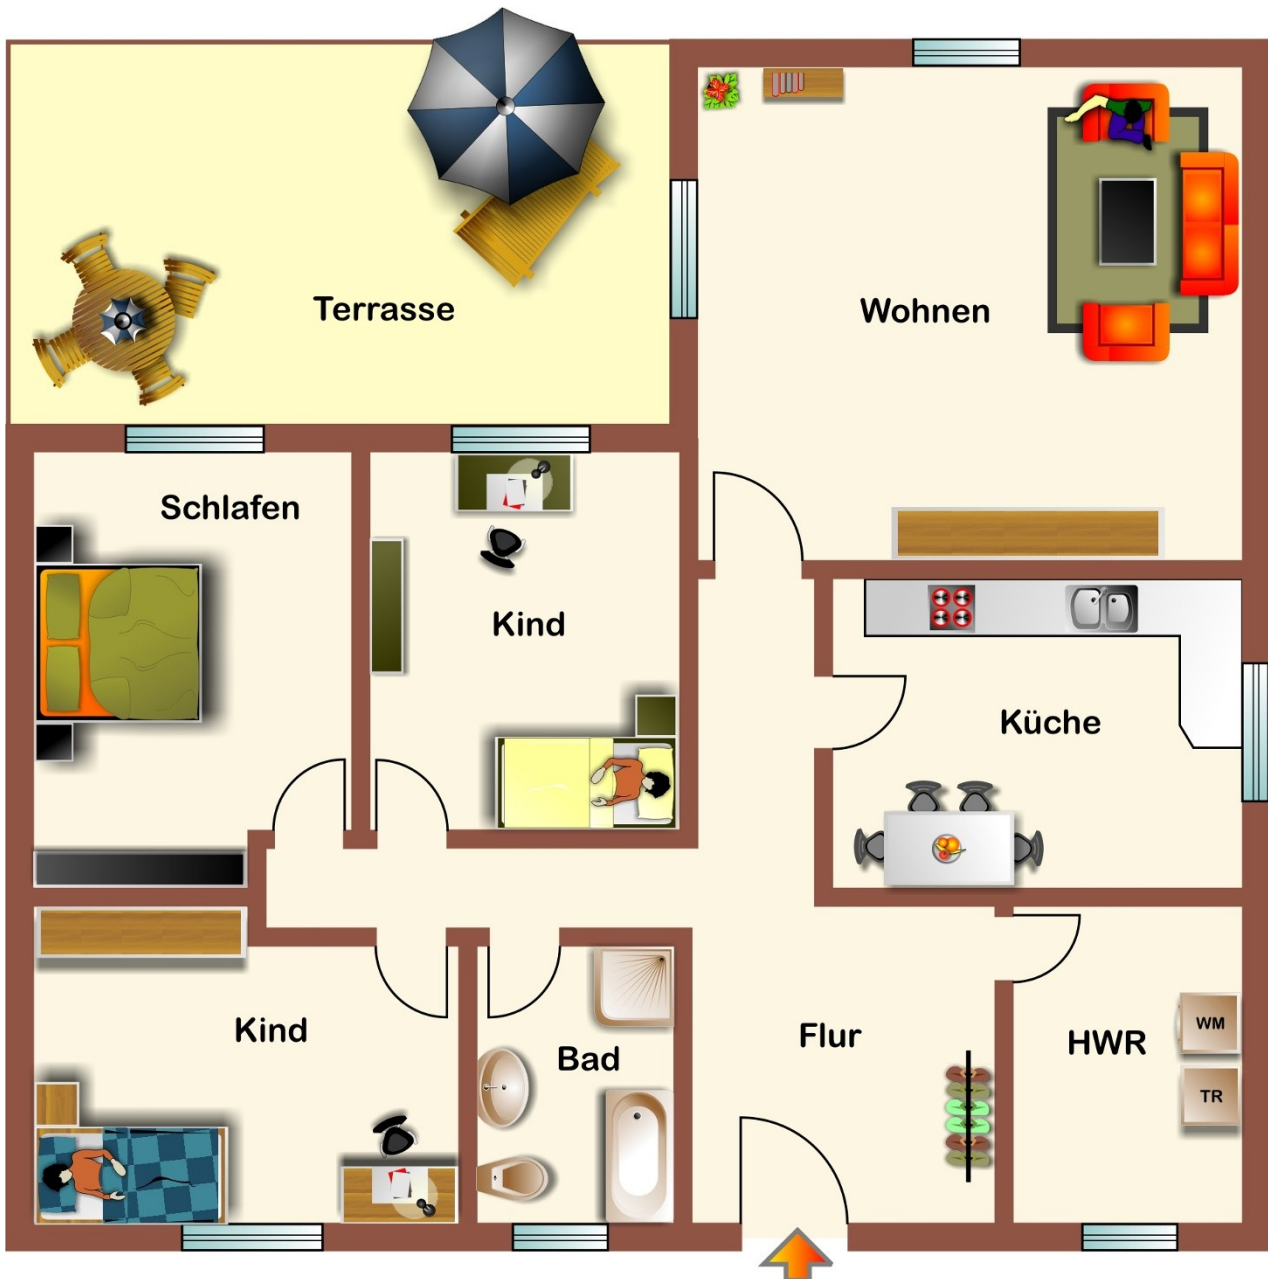 Terrasse
Wohnen
Schlafen
Kind
Küche
Kind
Bad
Flur
HWR
WM
TR